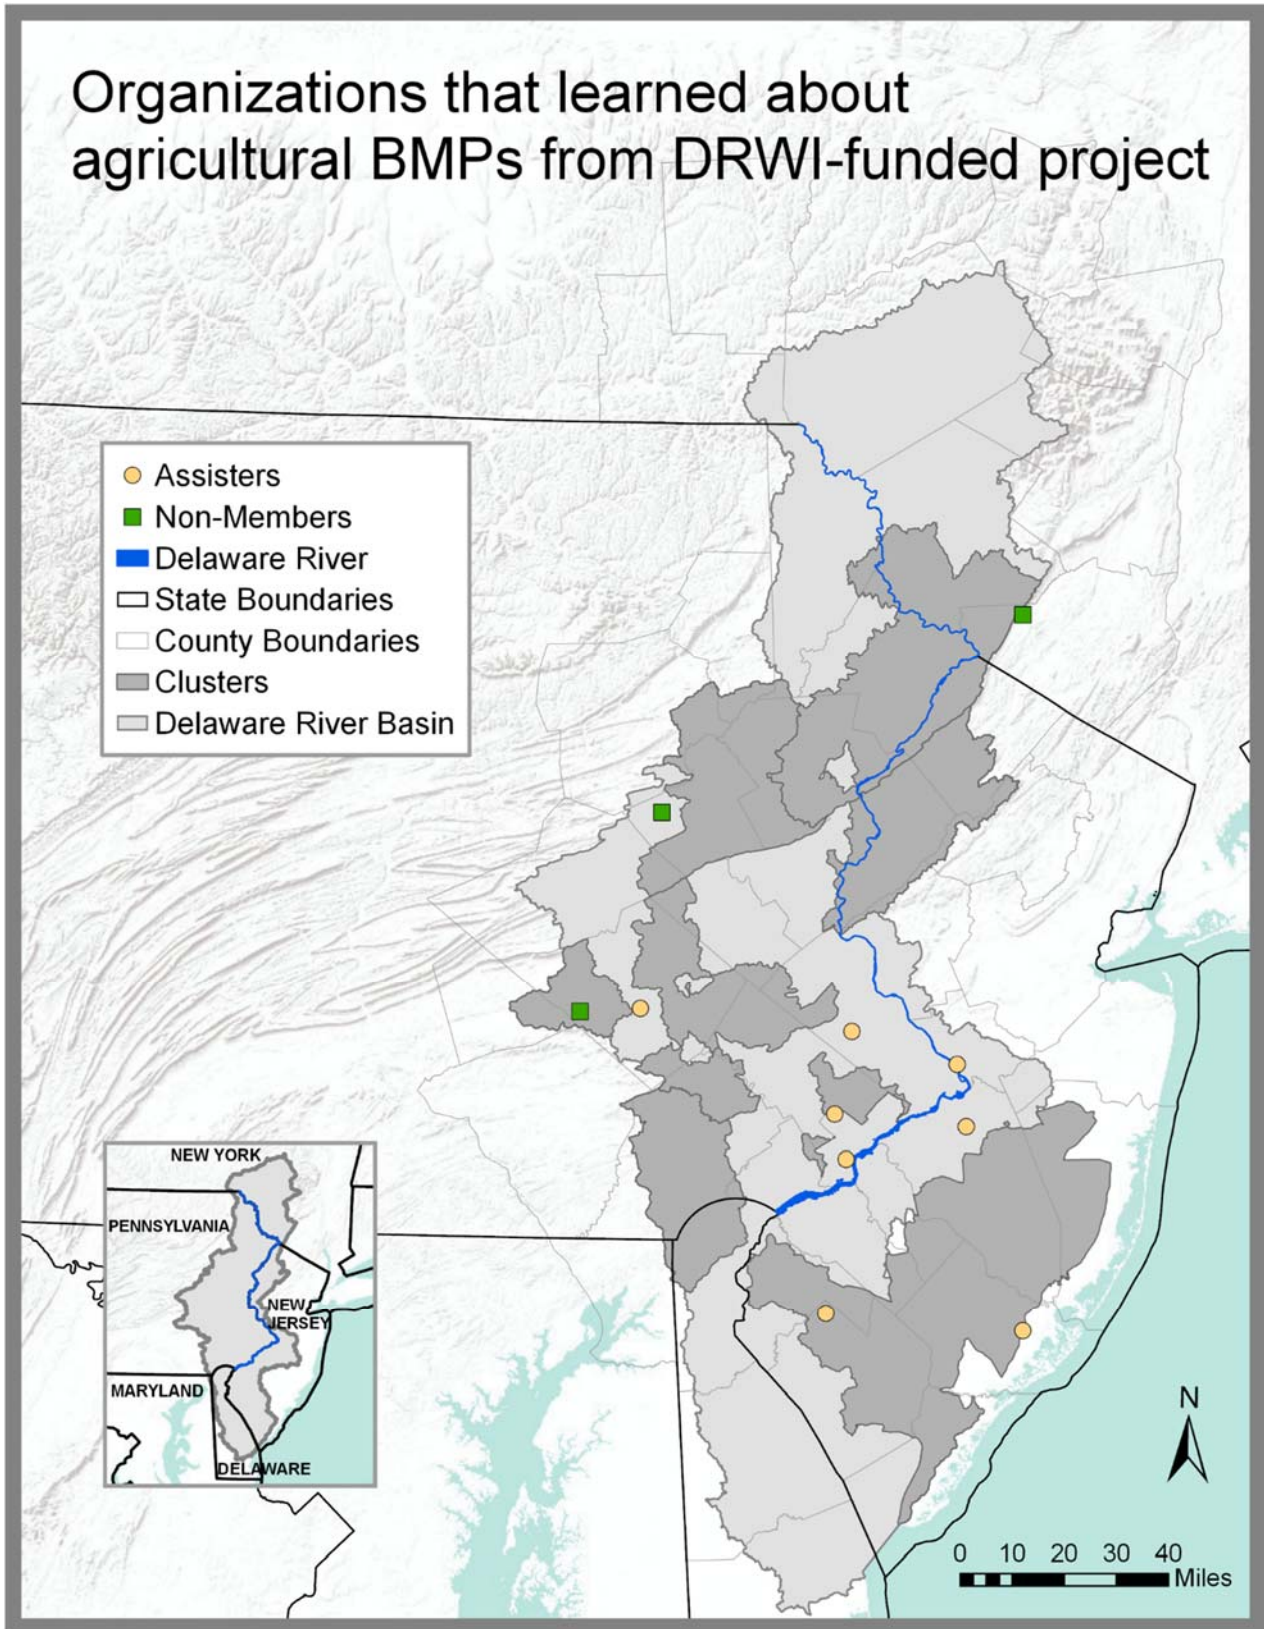 Organizations that learned about
agricultural BMPs from DRWI-funded project
Assisters
Non-Members
Delaware River
State Boundaries
County Boundaries
Clusters
Delaware River Basin
NEW YORK
PENNSYLVANIA
NEW
JERSEY
MARYLAND
DELAWARE
N
0 10 20 30 40
Miles